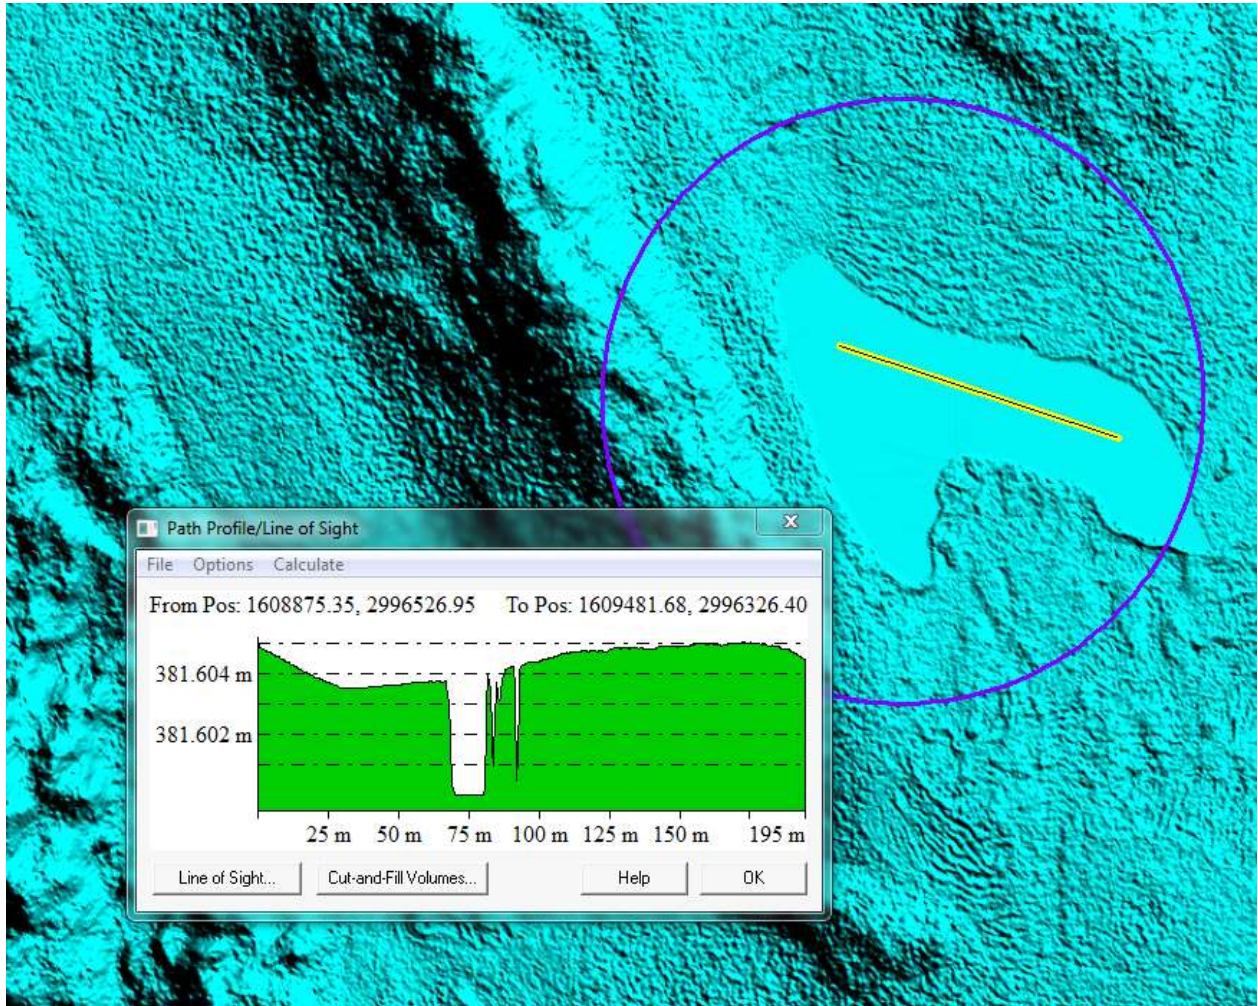 Path Profile/Line of Sight
File Options Calculate
From Pos: 1608875.35, 2996526.95 To Pos: 1609481.68, 2996326.40
381.604 m
381.602 m
25 m 50 m 75 m 100 m 125 m 150 m 195 m
Line of Sight... Cut-and-Fill Volumes... Help OK